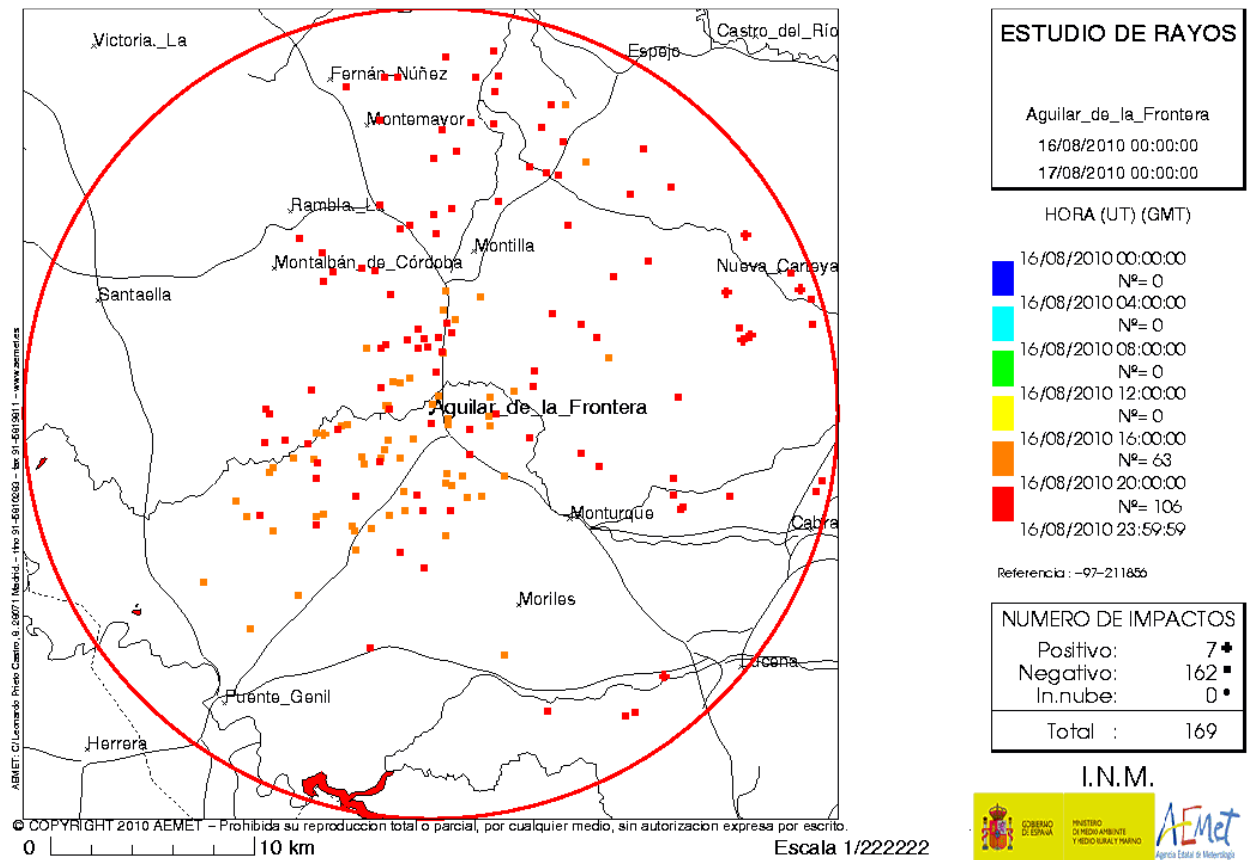 Victoria._La
Castro_del_Río
Espejo
Fernán_Núñez
Montemayor
Rambla._La
Montilla
Montalbán_de_Córdoba
Nueva_Carteya
Santaella
Aguilar_de_la_Frontera
Monturque
Cabra
Moriles
Lucena
Puente_Genil
Herrera
© COPYRIGHT 2010 AEMET – Prohibida su reproduccion total o parcial, por cualquier medio, sin autorizacion expresa por escrito.
0 10 km
Escala 1/222222
ESTUDIO DE RAYOS
Aguilar_de_la_Frontera
16/08/2010 00:00:00
17/08/2010 00:00:00
HORA (UT) (GMT)
16/08/2010 00:00:00
Nº= 0
16/08/2010 04:00:00
Nº= 0
16/08/2010 08:00:00
Nº= 0
16/08/2010 12:00:00
Nº= 0
16/08/2010 16:00:00
Nº= 63
16/08/2010 20:00:00
Nº= 106
16/08/2010 23:59:59
Referencia : –97–211856
NUMERO DE IMPACTOS
Positivo: 7
Negativo: 162
In.nube: 0
Total : 169
I.N.M.
GOBIERNO
DE ESPAÑA
MINISTERIO
DE MEDIO AMBIENTE
Y MEDIO RURAL Y MARINO
AEMet
Agencia Estatal de Meteorología